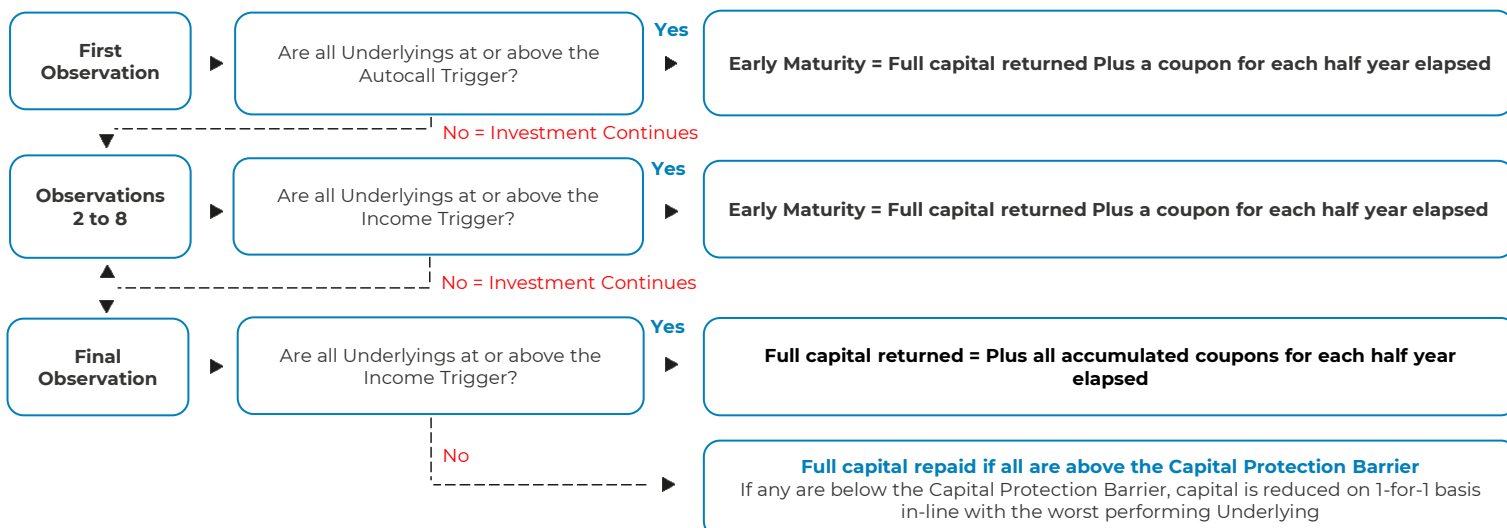 First
Observation
Are all Underlyings at or above the
Autocall Trigger?
Yes
Early Maturity = Full capital returned Plus a coupon for each half year elapsed
No = Investment Continues
Observations
2 to 8
Are all Underlyings at or above the
Income Trigger?
Yes
Early Maturity = Full capital returned Plus a coupon for each half year elapsed
No = Investment Continues
Final
Observation
Are all Underlyings at or above the
Income Trigger?
Yes
Full capital returned = Plus all accumulated coupons for each half year
elapsed
No
Full capital repaid if all are above the Capital Protection Barrier
If any are below the Capital Protection Barrier, capital is reduced on 1-for-1 basis
in-line with the worst performing Underlying